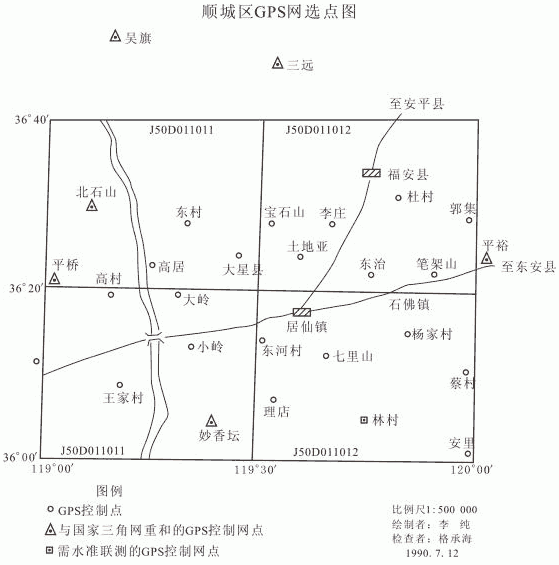 顺城区GPS网选点图
吴旗
三远
至安平县
36°40′
J50D011011
J50D011012
福安县
北石山
杜村
东村
宝石山
李庄
郭集
平桥
高居
大星县
土地亚
东治
笔架山
平裕
至东安县
高村
36°20′
大岭
石佛镇
居仙镇
杨家村
小岭
东河村
七里山
王家村
蔡村
理店
林村
妙香坛
安里
36°00′
J50D011011
J50D011012
119°00′
119°30′
120°00′
图例
GPS控制点
与国家三角网重和的GPS控制网点
需水准联测的GPS控制网点
比例尺1:500 000
绘制者：李 纯
检查者：格承海
1990.7.12